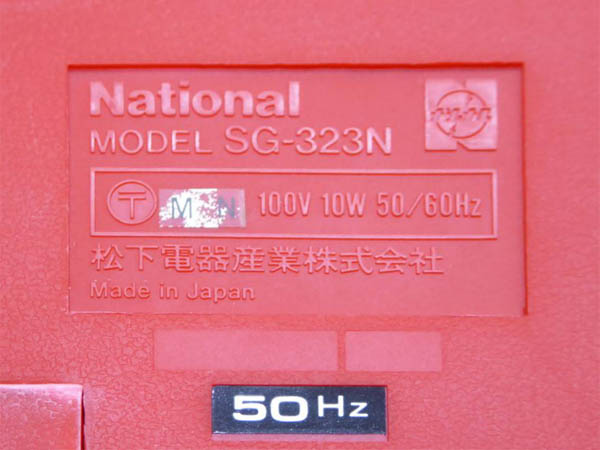 National
MODEL SG-323N
〒 M N 100V 10W 50/60Hz
松下電器産業株式会社
Made in Japan
50Hz